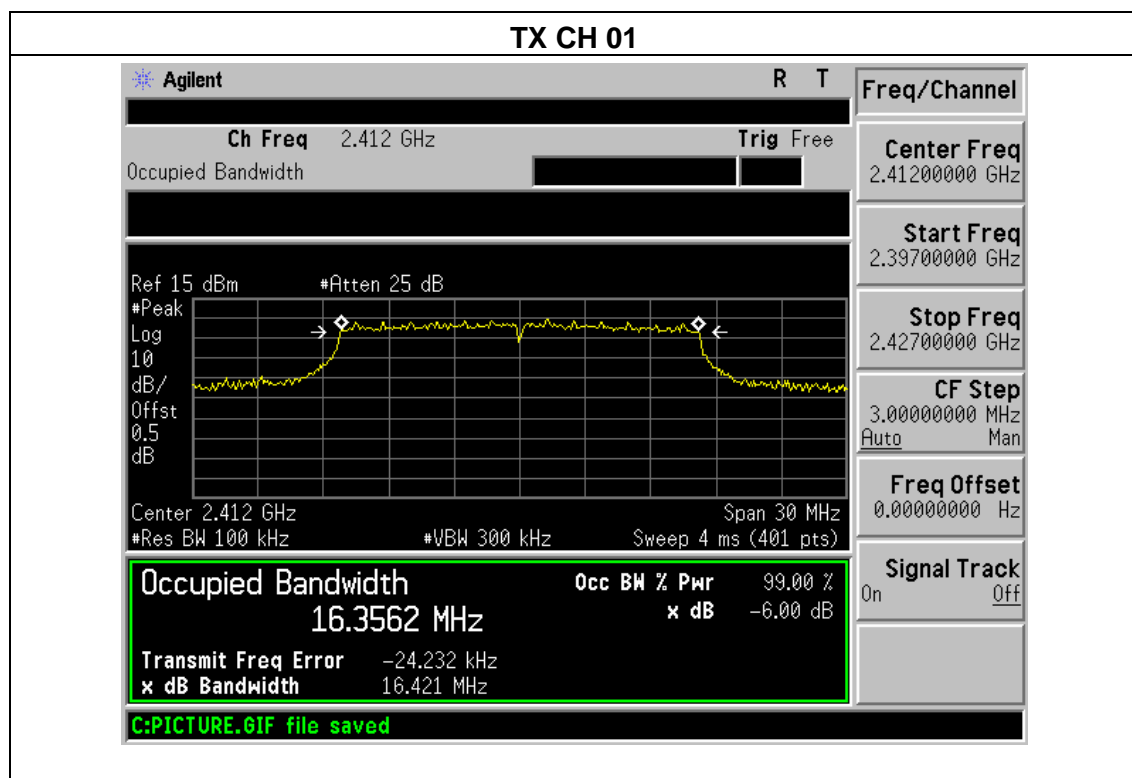 TX CH 01
Agilent R T
Ch Freq 2.412 GHz Trig Free
Occupied Bandwidth
Ref 15 dBm #Atten 25 dB
#Peak
Log
10
dB/
Offst
0.5
dB
Center 2.412 GHz Span 30 MHz
#Res BW 100 kHz #VBW 300 kHz Sweep 4 ms (401 pts)
Occupied Bandwidth Occ BW % Pwr 99.00 %
16.3562 MHz x dB -6.00 dB
Transmit Freq Error -24.232 kHz
x dB Bandwidth 16.421 MHz
C:PICTURE.GIF file saved
Freq/Channel
Center Freq
2.41200000 GHz
Start Freq
2.39700000 GHz
Stop Freq
2.42700000 GHz
CF Step
3.00000000 MHz
Auto Man
Freq Offset
0.00000000 Hz
Signal Track
On Off